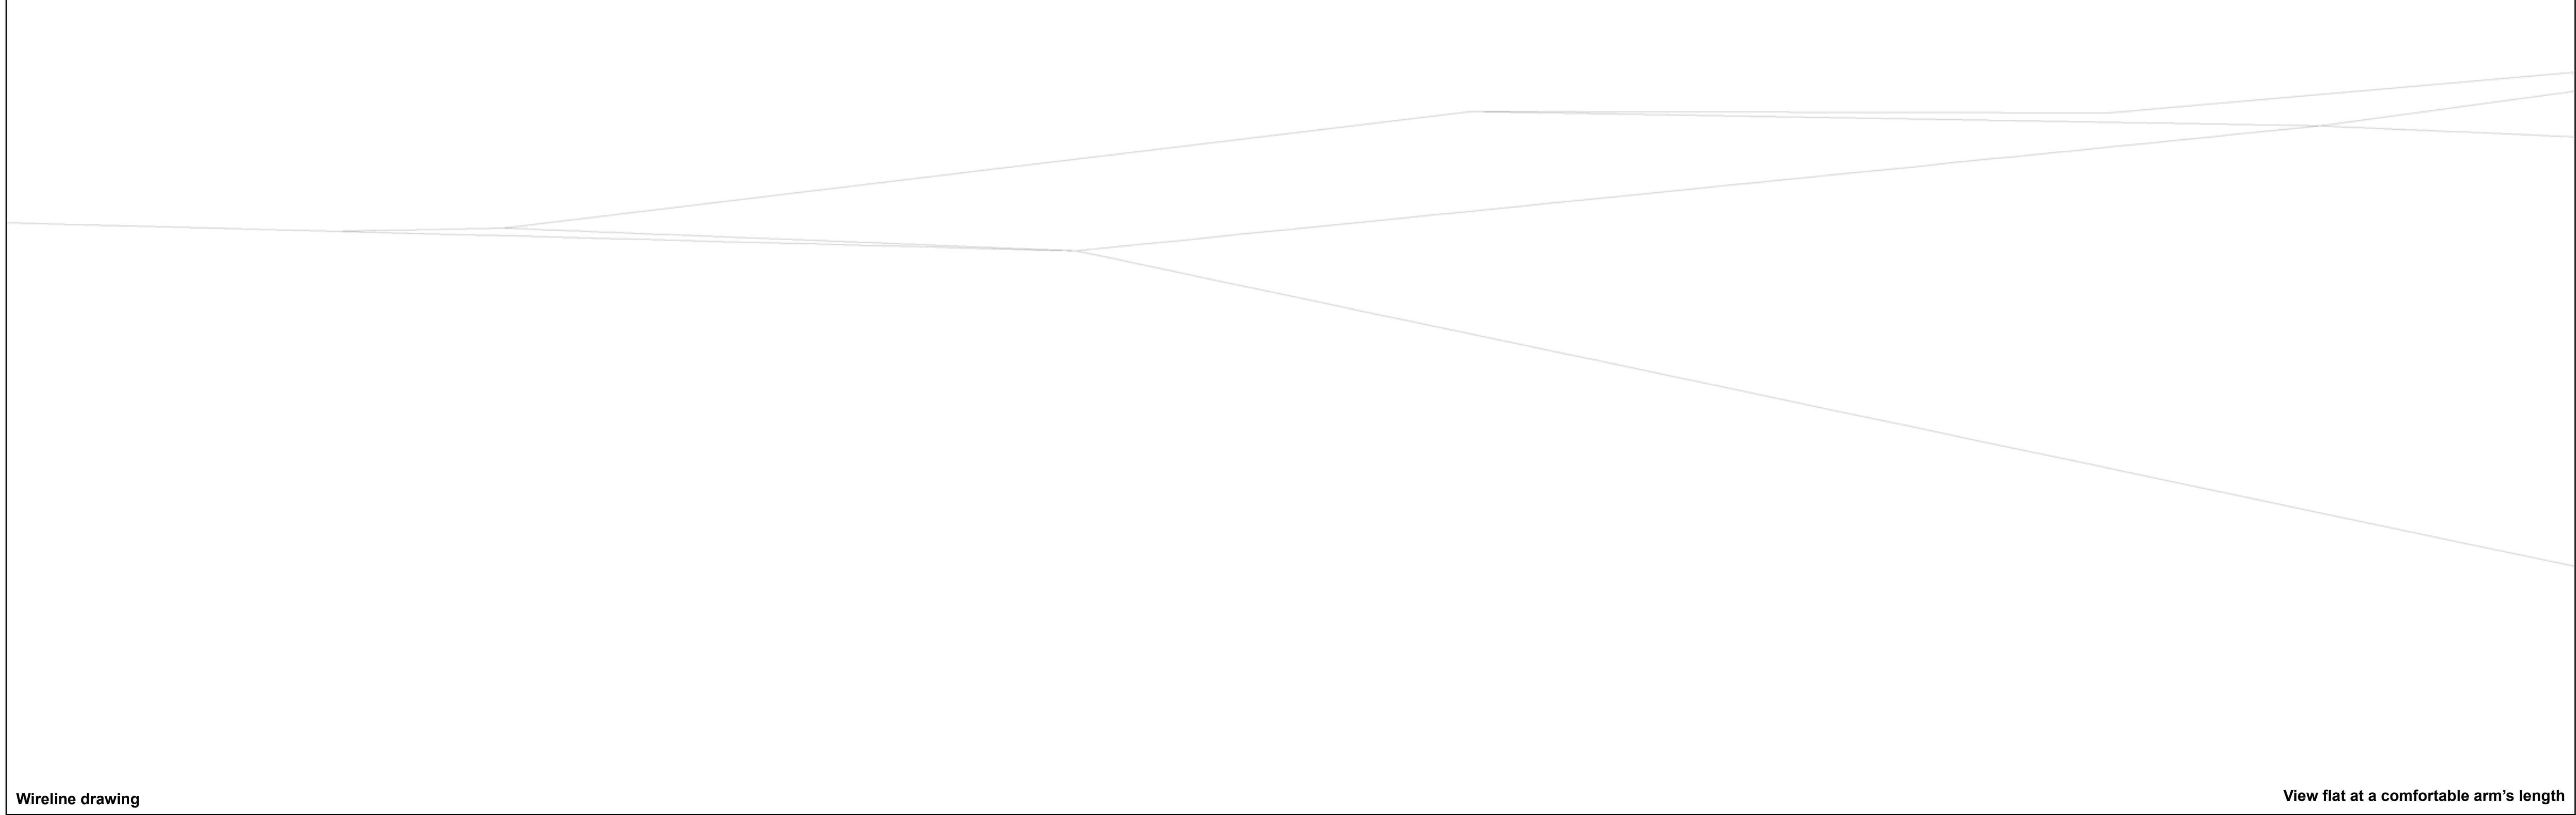 Wireline drawing
View flat at a comfortable arm’s length